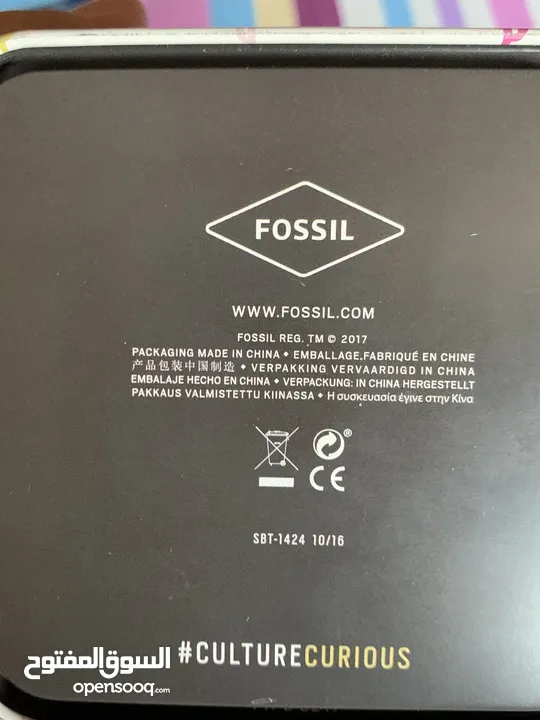 FOSSIL
WWW.FOSSIL.COM
FOSSIL REG. TM © 2017
PACKAGING MADE IN CHINA ◆ EMBALLAGE,FABRIQUÉ EN CHINE
产品包装中国制造 ◆ VERPAKKING VERVAARDIGD IN CHINA
EMBALAJE HECHO EN CHINA ◆ VERPACKUNG: IN CHINA HERGESTELLT
PAKKAUS VALMISTETTU KIINASSA ◆ Η συσκευασία έγινε στην Κίνα
®
CE
SBT-1424 10/16
#CULTURECURIOUS
السوق المفتوح
opensooq.com